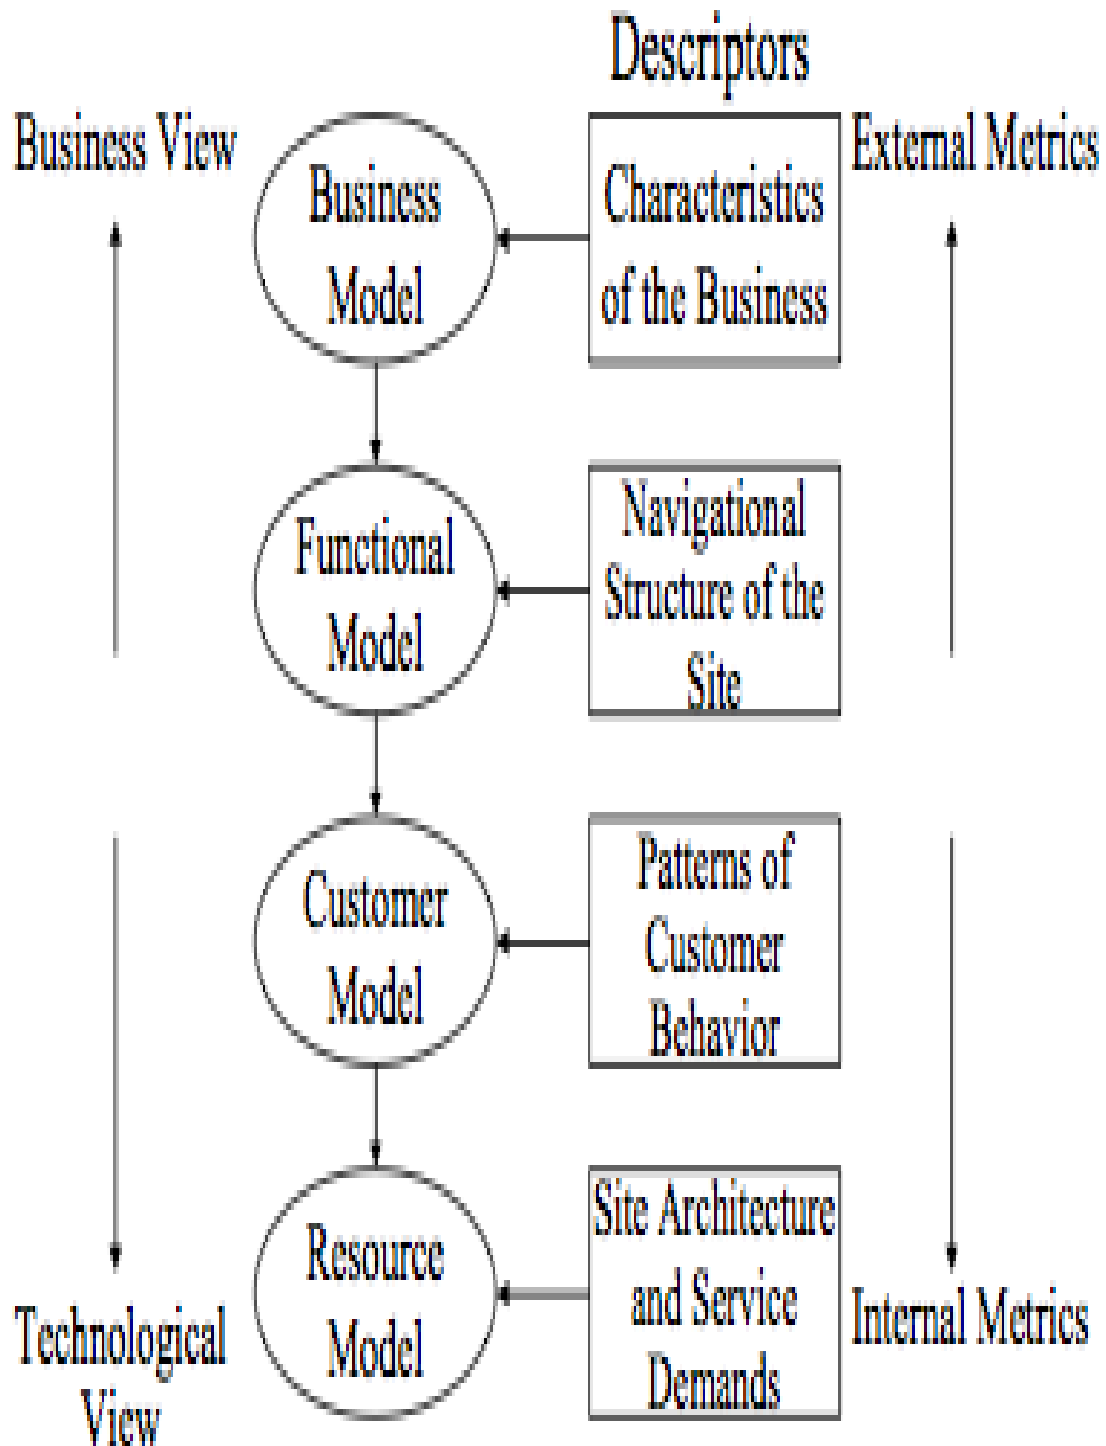 Descriptors
Business View
External Metrics
Business
Model
Characteristics
of the Business
Functional
Model
Navigational
Structure of the
Site
Customer
Model
Patterns of
Customer
Behavior
Resource
Model
Site Architecture
and Service
Demands
Technological
View
Internal Metrics